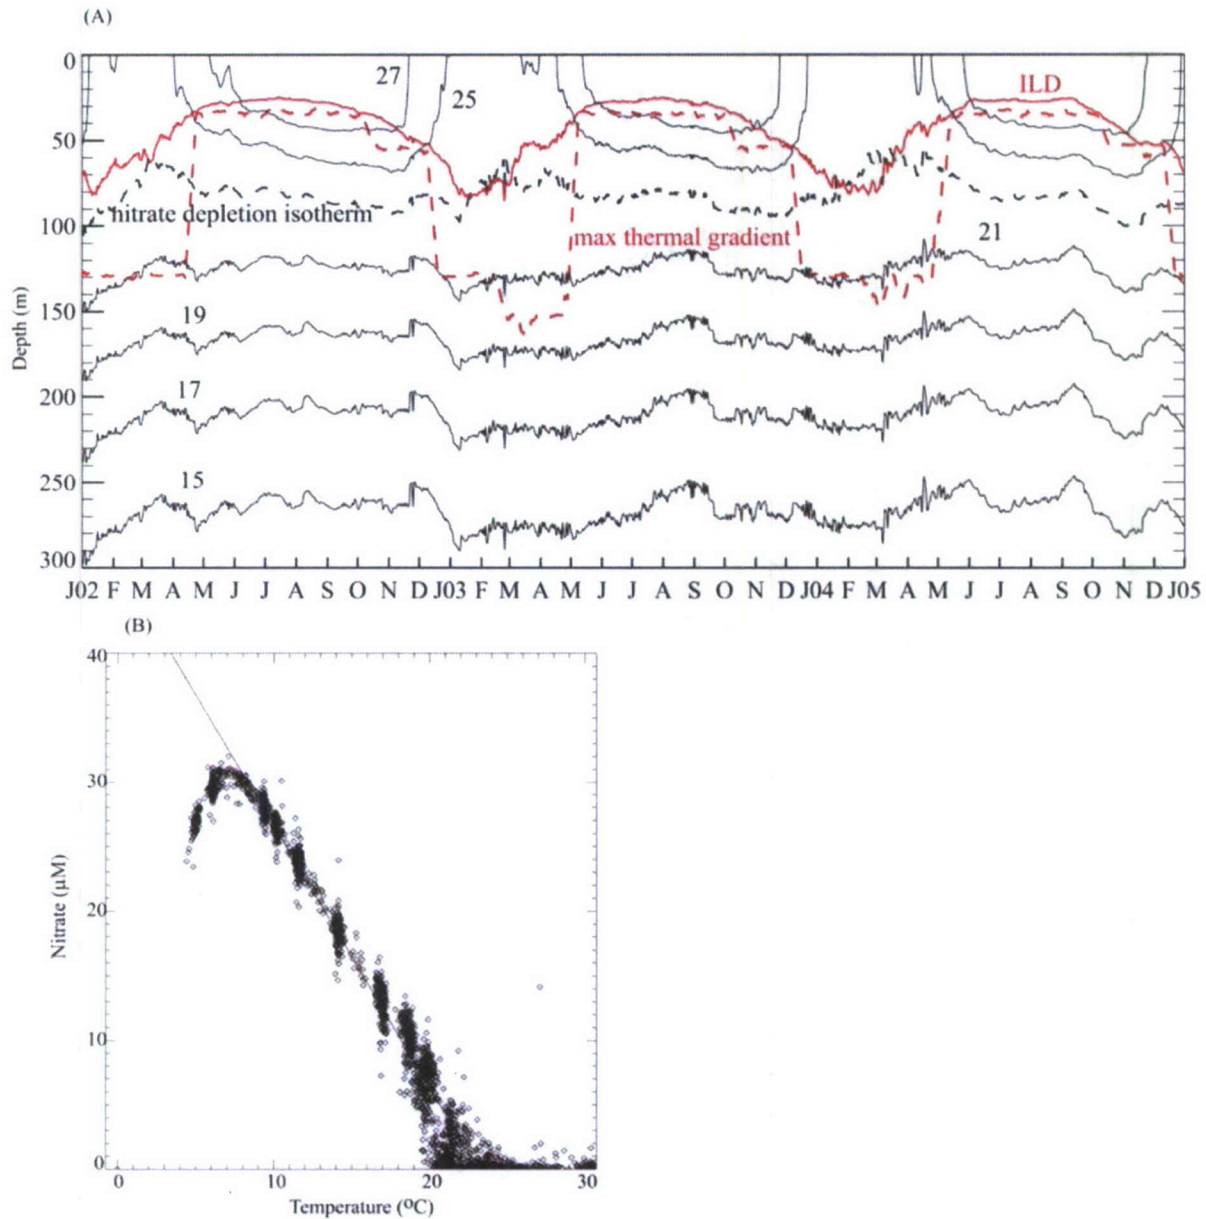 (A)
0
50
100
150
200
250
300
Depth (m)
27
25
ILD
nitrate depletion isotherm
max thermal gradient
21
19
17
15
J02 F M A M J J A S O N D J03 F M A M J J A S O N D J04 F M A M J J A S O N D J05
(B)
40
30
20
10
0
Nitrate (µM)
0 10 20 30
Temperature (ºC)